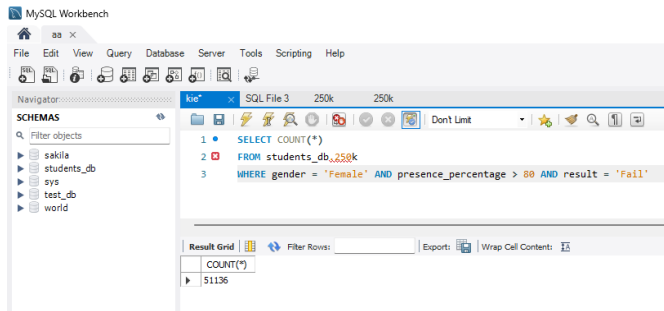 MySQL Workbench
aa
File Edit View Query Database Server Tools Scripting Help
Navigator
SCHEMAS
Filter objects
sakila
students_db
sys
test_db
world
kie* SQL File 3 250k 250k
Don't Limit
1 SELECT COUNT(*)
2 FROM students_db.250k
3 WHERE gender = 'Female' AND presence_percentage > 80 AND result = 'Fail'
Result Grid Filter Rows: Export: Wrap Cell Content:
COUNT(*)
51136